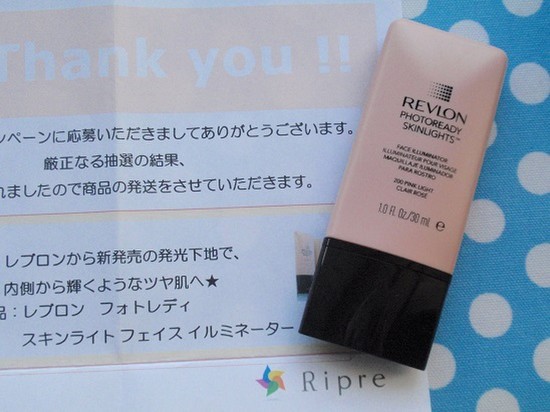 Thank you !!
ンペーンに応募いただきましてありがとうございます。
厳正なる抽選の結果、
れましたので商品の発送をさせていただきます。
レブロンから新発売の発光下地で、
内側から輝くようなツヤ肌へ★
品:レブロン フォトレディ
スキンライト フェイス イルミネーター
Ripre
REVLON
PHOTOREADY
SKINLIGHTS™
FACE ILLUMINATOR
ILLUMINATEUR POUR VISAGE
MAQUILLAJE ILUMINADOR
PARA ROSTRO
200 PINK LIGHT
CLAIR ROSE
1.0 FL Oz/30 ml e